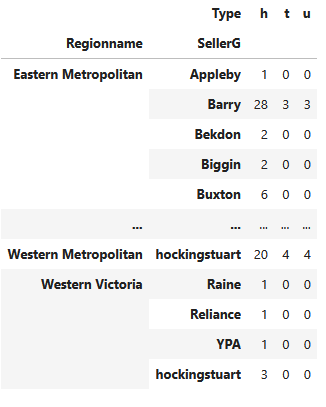 Type h t u
Regionname SellerG
Eastern Metropolitan Appleby 1 0 0
Barry 28 3 3
Bekdon 2 0 0
Biggin 2 0 0
Buxton 6 0 0
... ... ... ... ...
Western Metropolitan hockingstuart 20 4 4
Western Victoria Raine 1 0 0
Reliance 1 0 0
YPA 1 0 0
hockingstuart 3 0 0